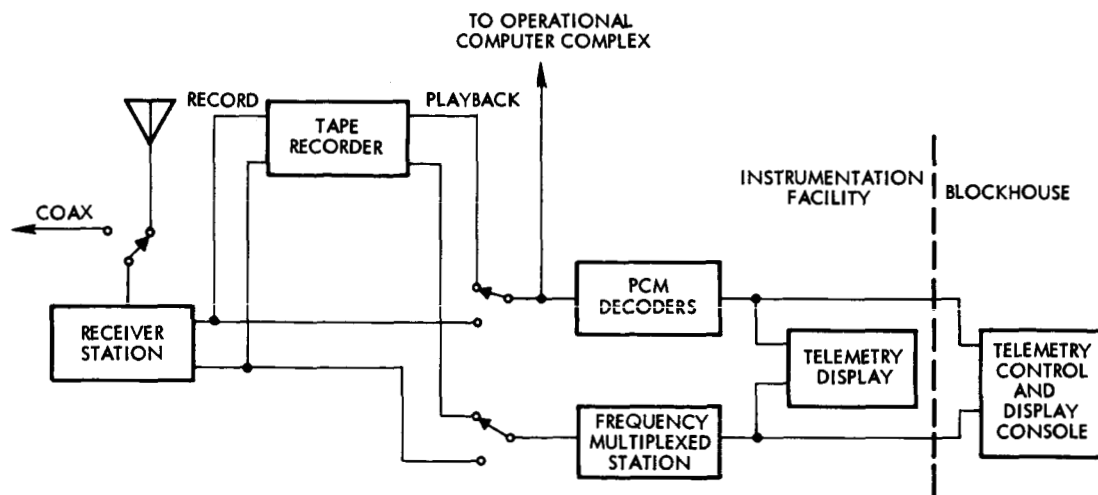 TO OPERATIONAL
COMPUTER COMPLEX
RECORD
PLAYBACK
TAPE
RECORDER
COAX
INSTRUMENTATION
FACILITY
BLOCKHOUSE
RECEIVER
STATION
PCM
DECODERS
TELEMETRY
DISPLAY
TELEMETRY
CONTROL
AND
DISPLAY
CONSOLE
FREQUENCY
MULTIPLEXED
STATION